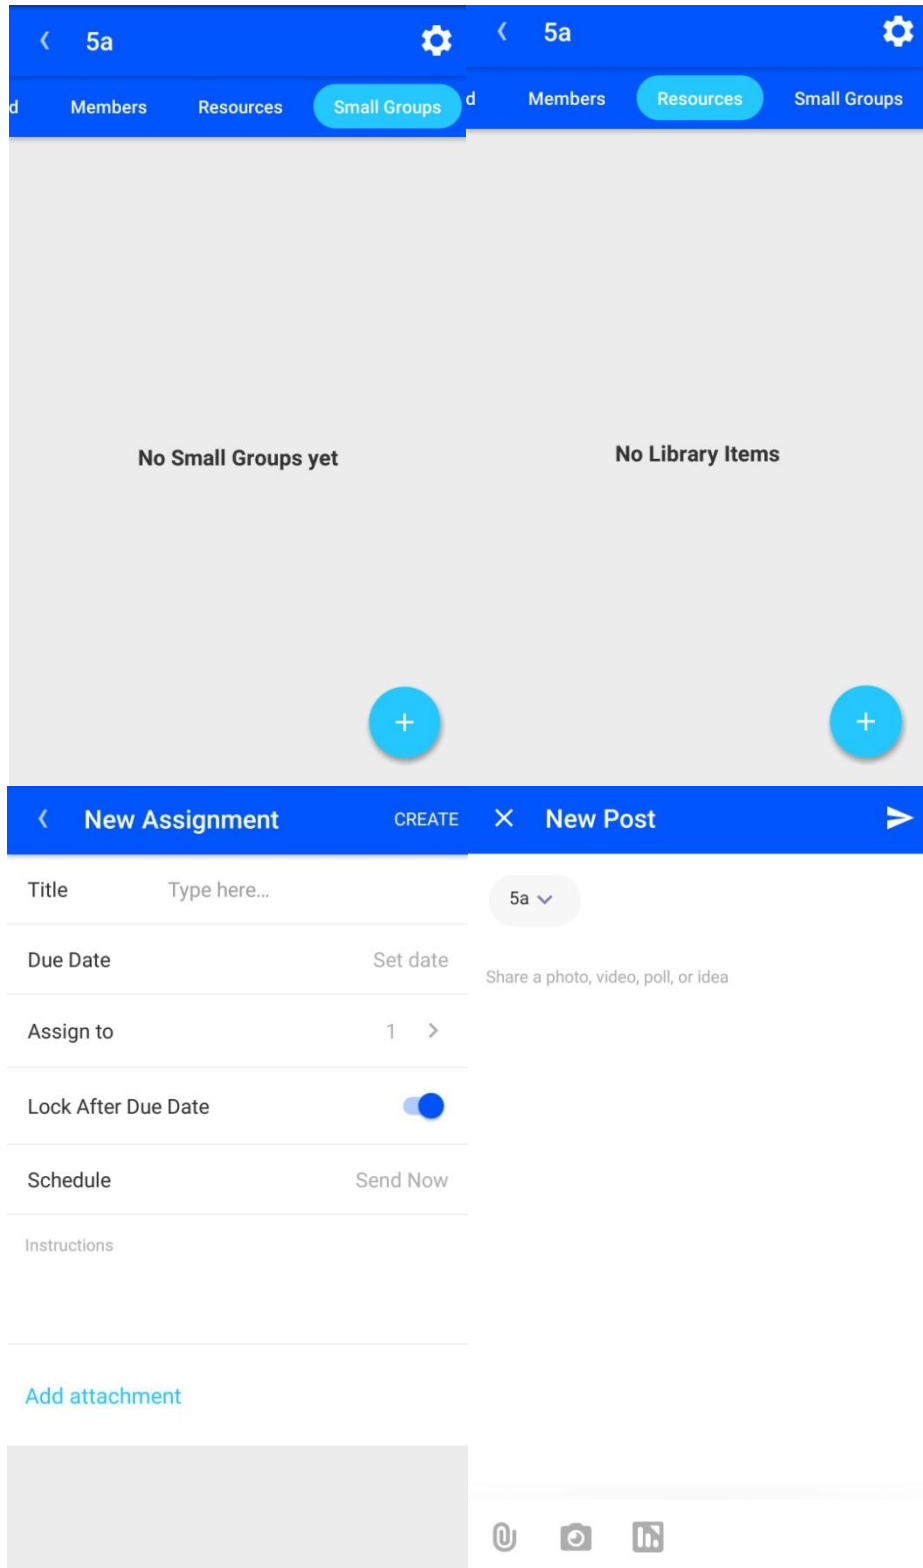 5a
d Members Resources Small Groups
No Small Groups yet
+
5a
d Members Resources Small Groups
No Library Items
+
New Assignment CREATE
Title Type here...
Due Date Set date
Assign to 1
Lock After Due Date
Schedule Send Now
Instructions
Add attachment
New Post
5a
Share a photo, video, poll, or idea